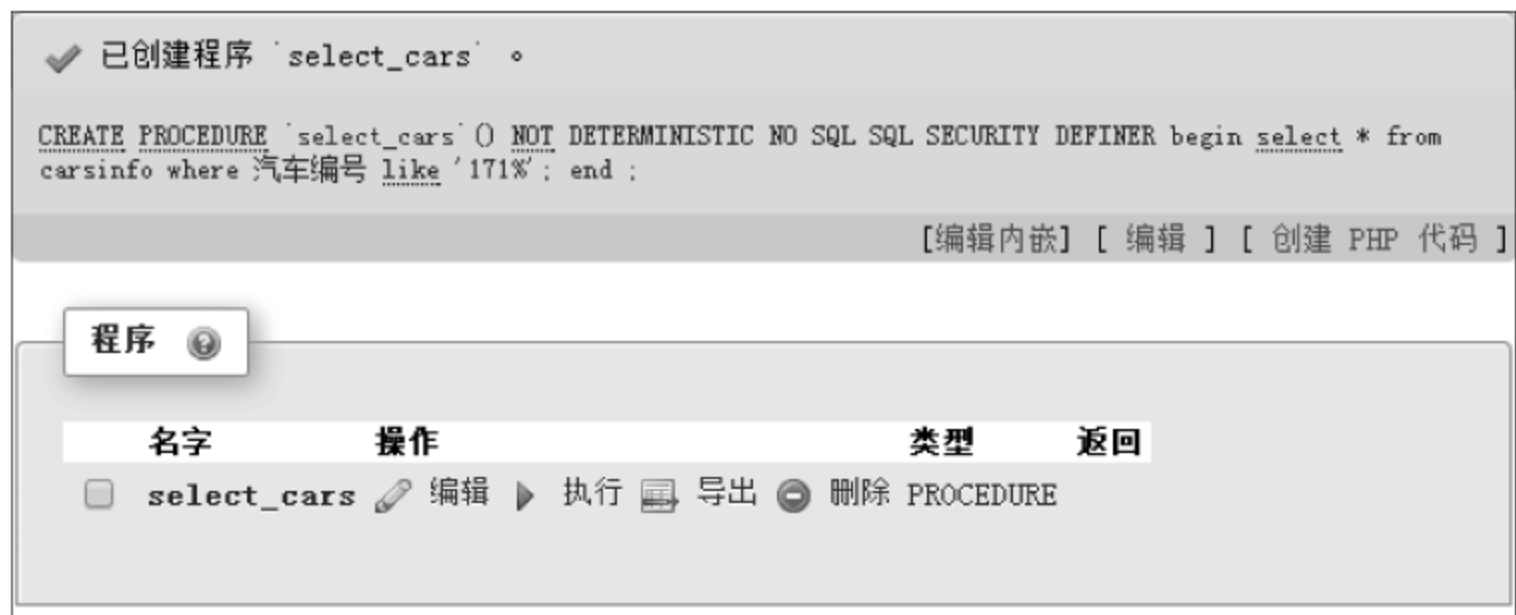 已创建程序 `select_cars` 。
CREATE PROCEDURE `select_cars`() NOT DETERMINISTIC NO SQL SQL SECURITY DEFINER begin select * from
carsinfo where 汽车编号 like '171%'; end ;
[编辑内嵌] [ 编辑 ] [ 创建 PHP 代码 ]
程序
名字 操作 类型 返回
select_cars 编辑 执行 导出 删除 PROCEDURE